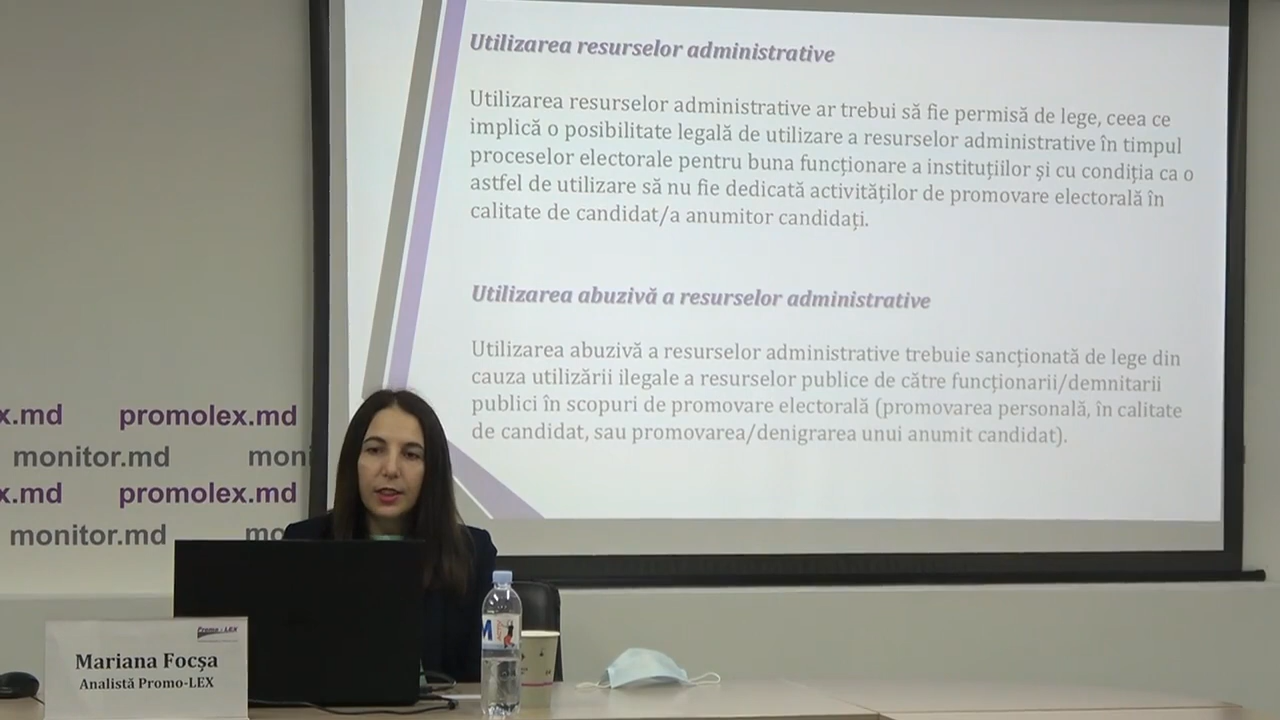 Utilizarea resurselor administrative
Utilizarea resurselor administrative ar trebui să fie permisă de lege, ceea ce
implică o posibilitate legală de utilizare a resurselor administrative în timpul
proceselor electorale pentru buna funcționare a instituțiilor și cu condiția ca o
astfel de utilizare să nu fie dedicată activităților de promovare electorală în
calitate de candidat/a anumitor candidați.
Utilizarea abuzivă a resurselor administrative
Utilizarea abuzivă a resurselor administrative trebuie sancționată de lege din
cauza utilizării ilegale a resurselor publice de către funcționarii/demnitarii
publici în scopuri de promovare electorală (promovarea personală, în calitate
de candidat, sau promovarea/denigrarea unui anumit candidat).
x.md promolex.md
monitor.md moni
x.md promolex.md
monitor.md mo
Promo-LEX
Mariana Focșa
Analistă Promo-LEX